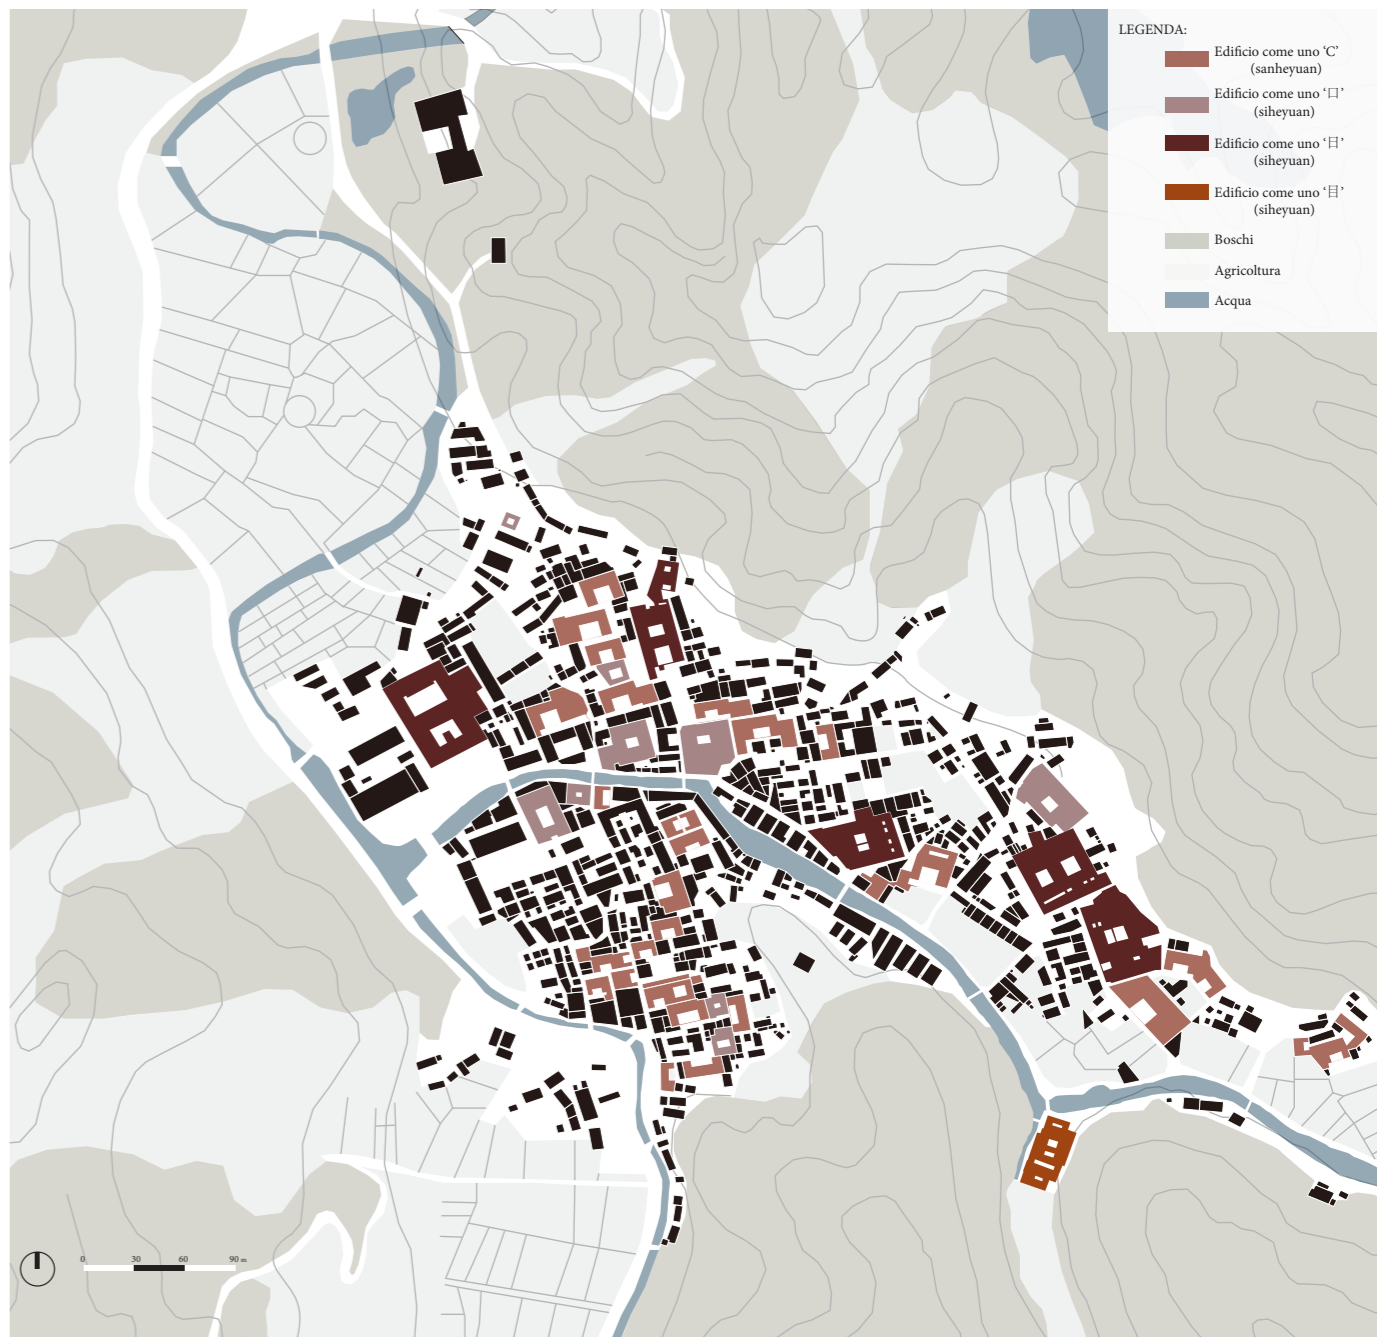 LEGENDA:
Edificio come uno ‘C’
(sanheyuan)
Edificio come uno ‘口’
(siheyuan)
Edificio come uno ‘日’
(siheyuan)
Edificio come uno ‘目’
(siheyuan)
Boschi
Agricoltura
Acqua
0 30 60 90 m